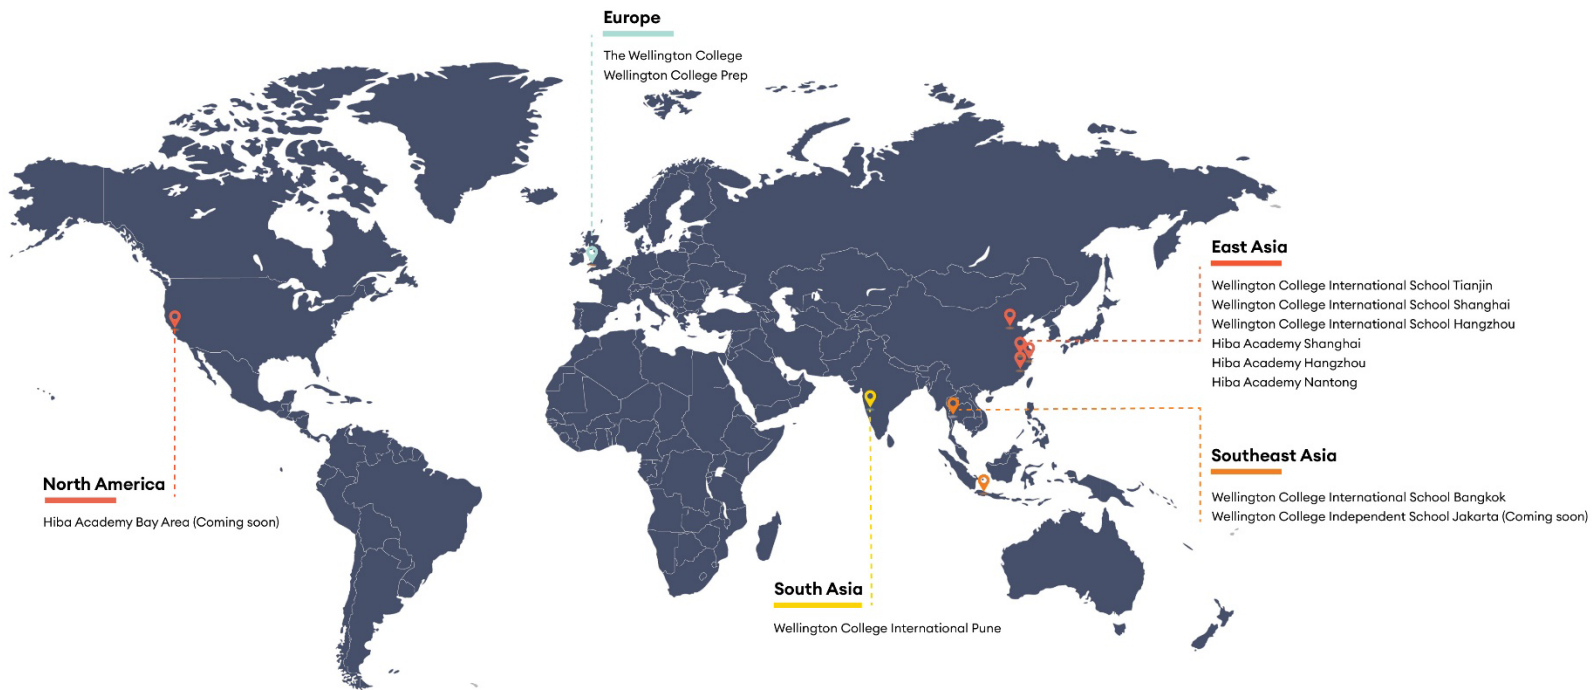 Europe
The Wellington College
Wellington College Prep
East Asia
Wellington College International School Tianjin
Wellington College International School Shanghai
Wellington College International School Hangzhou
Hiba Academy Shanghai
Hiba Academy Hangzhou
Hiba Academy Nantong
Southeast Asia
Wellington College International School Bangkok
Wellington College Independent School Jakarta (Coming soon)
North America
Hiba Academy Bay Area (Coming soon)
South Asia
Wellington College International Pune